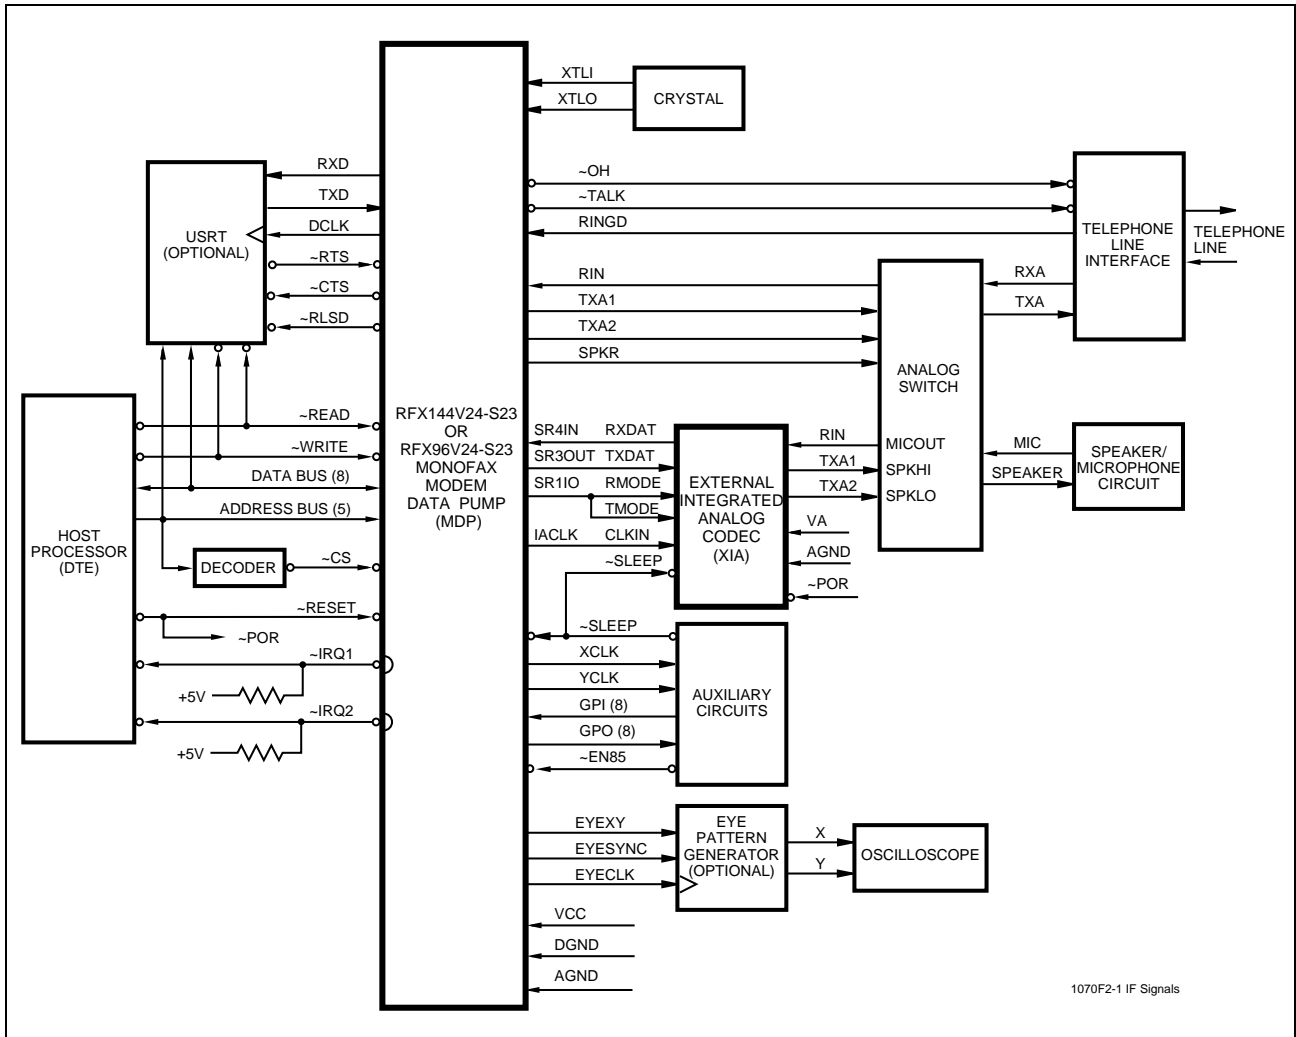 XTLI
XTLO
CRYSTAL
RXD
TXD
DCLK
~RTS
~CTS
~RLSD
USRT
(OPTIONAL)
~OH
~TALK
RINGD
TELEPHONE
LINE
INTERFACE
TELEPHONE
LINE
RIN
TXA1
TXA2
SPKR
RXA
TXA
ANALOG
SWITCH
MICOUT
SPKHI
SPKLO
~READ
~WRITE
DATA BUS (8)
ADDRESS BUS (5)
HOST
PROCESSOR
(DTE)
DECODER
~CS
~RESET
~POR
~IRQ1
+5V
~IRQ2
+5V
RFX144V24-S23
OR
RFX96V24-S23
MONOFAX
MODEM
DATA PUMP
(MDP)
SR4IN RXDAT
SR3OUT TXDAT
SR1IO RMODE
TMODE
IACLK CLKIN
~SLEEP
EXTERNAL
INTEGRATED
ANALOG
CODEC
(XIA)
RIN
TXA1
TXA2
VA
AGND
~POR
MIC
SPEAKER
SPEAKER/
MICROPHONE
CIRCUIT
~SLEEP
XCLK
YCLK
GPI (8)
GPO (8)
~EN85
AUXILIARY
CIRCUITS
EYEXY
EYESYNC
EYECLK
EYE
PATTERN
GENERATOR
(OPTIONAL)
X
Y
OSCILLOSCOPE
VCC
DGND
AGND
1070F2-1 IF Signals